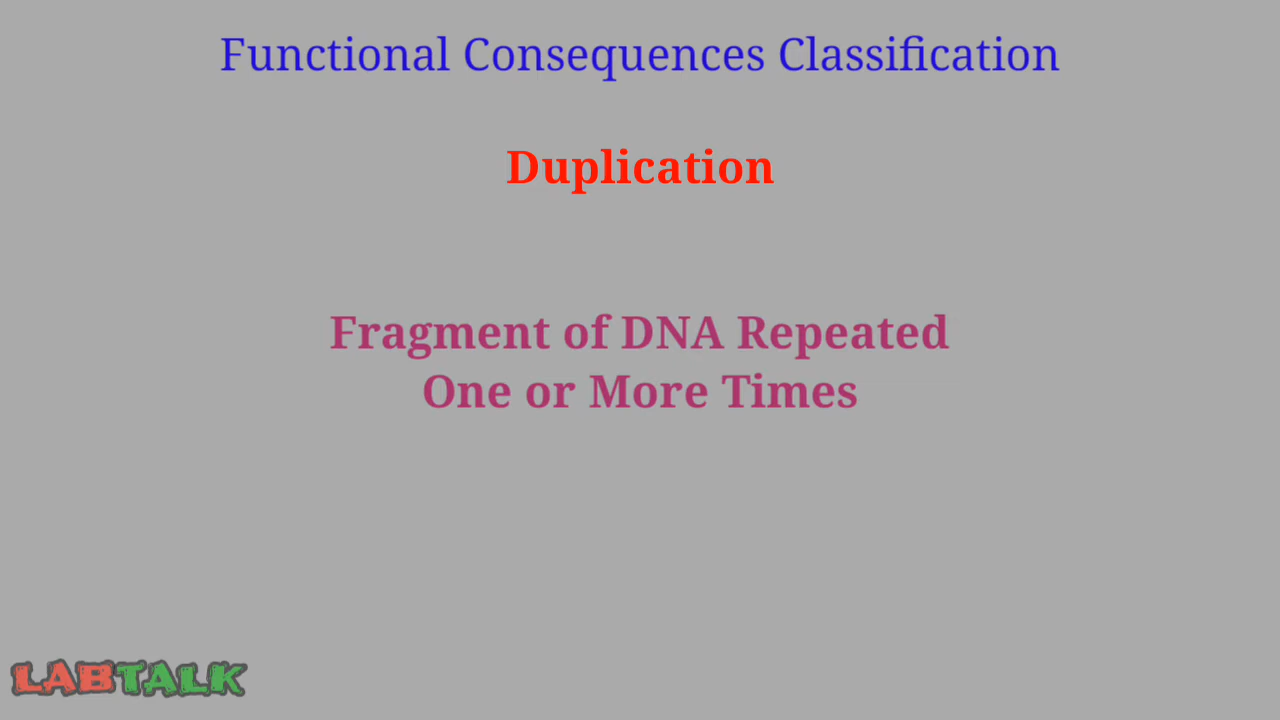 Functional Consequences Classification
Duplication
Fragment of DNA Repeated
One or More Times
LABTALK